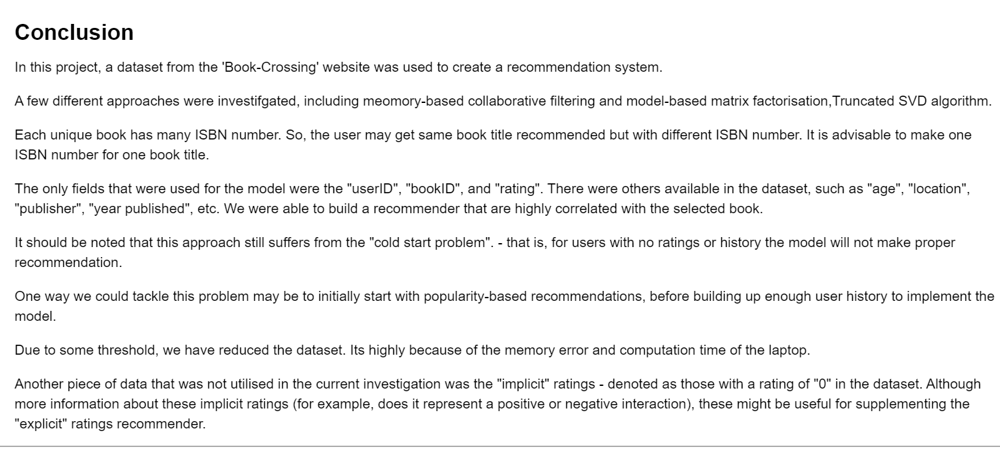 Conclusion
In this project, a dataset from the 'Book-Crossing' website was used to create a recommendation system.
A few different approaches were investifgated, including meomory-based collaborative filtering and model-based matrix factorisation,Truncated SVD algorithm.
Each unique book has many ISBN number. So, the user may get same book title recommended but with different ISBN number. It is advisable to make one
ISBN number for one book title.
The only fields that were used for the model were the "userID", "bookID", and "rating". There were others available in the dataset, such as "age", "location",
"publisher", "year published", etc. We were able to build a recommender that are highly correlated with the selected book.
It should be noted that this approach still suffers from the "cold start problem". - that is, for users with no ratings or history the model will not make proper
recommendation.
One way we could tackle this problem may be to initially start with popularity-based recommendations, before building up enough user history to implement the
model.
Due to some threshold, we have reduced the dataset. Its highly because of the memory error and computation time of the laptop.
Another piece of data that was not utilised in the current investigation was the "implicit" ratings - denoted as those with a rating of "0" in the dataset. Although
more information about these implicit ratings (for example, does it represent a positive or negative interaction), these might be useful for supplementing the
"explicit" ratings recommender.